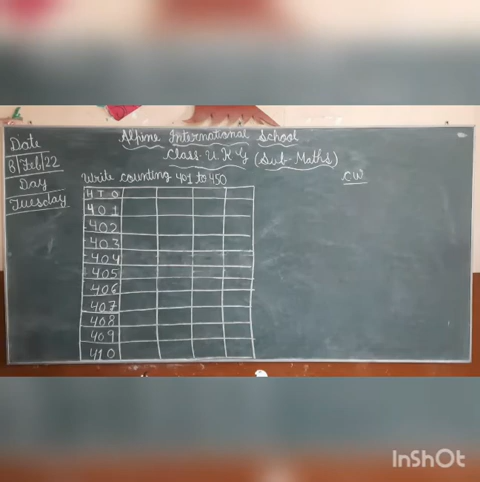 Alpine International School
Class- U.K.G (Sub- Maths)
Date
8/Feb/22
Day
Tuesday
C.W
Write counting 401 to 450
H T O
401
402
403
404
405
406
407
408
409
410
InShOt